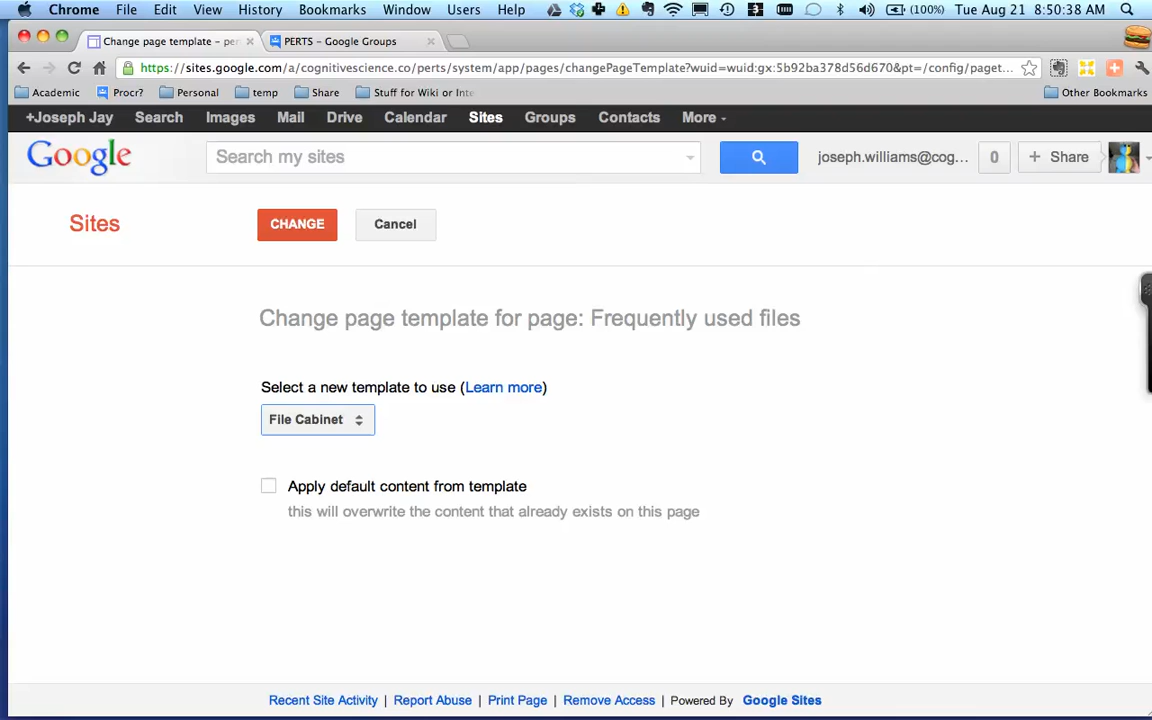 Chrome File Edit View History Bookmarks Window Users Help (100%) Tue Aug 21 8:50:38 AM
Change page template – per PERTS – Google Groups
https://sites.google.com/a/cognitivescience.co/perts/system/app/pages/changePageTemplate?wuid=wuid:gx:5b92ba378d56d670&pt=/config/paget...
Academic Procr? Personal temp Share Stuff for Wiki or Inte Other Bookmarks
+Joseph Jay Search Images Mail Drive Calendar Sites Groups Contacts More
Google Search my sites joseph.williams@cog... 0 + Share
Sites CHANGE Cancel
Change page template for page: Frequently used files
Select a new template to use (Learn more)
File Cabinet
Apply default content from template
this will overwrite the content that already exists on this page
Recent Site Activity | Report Abuse | Print Page | Remove Access | Powered By Google Sites